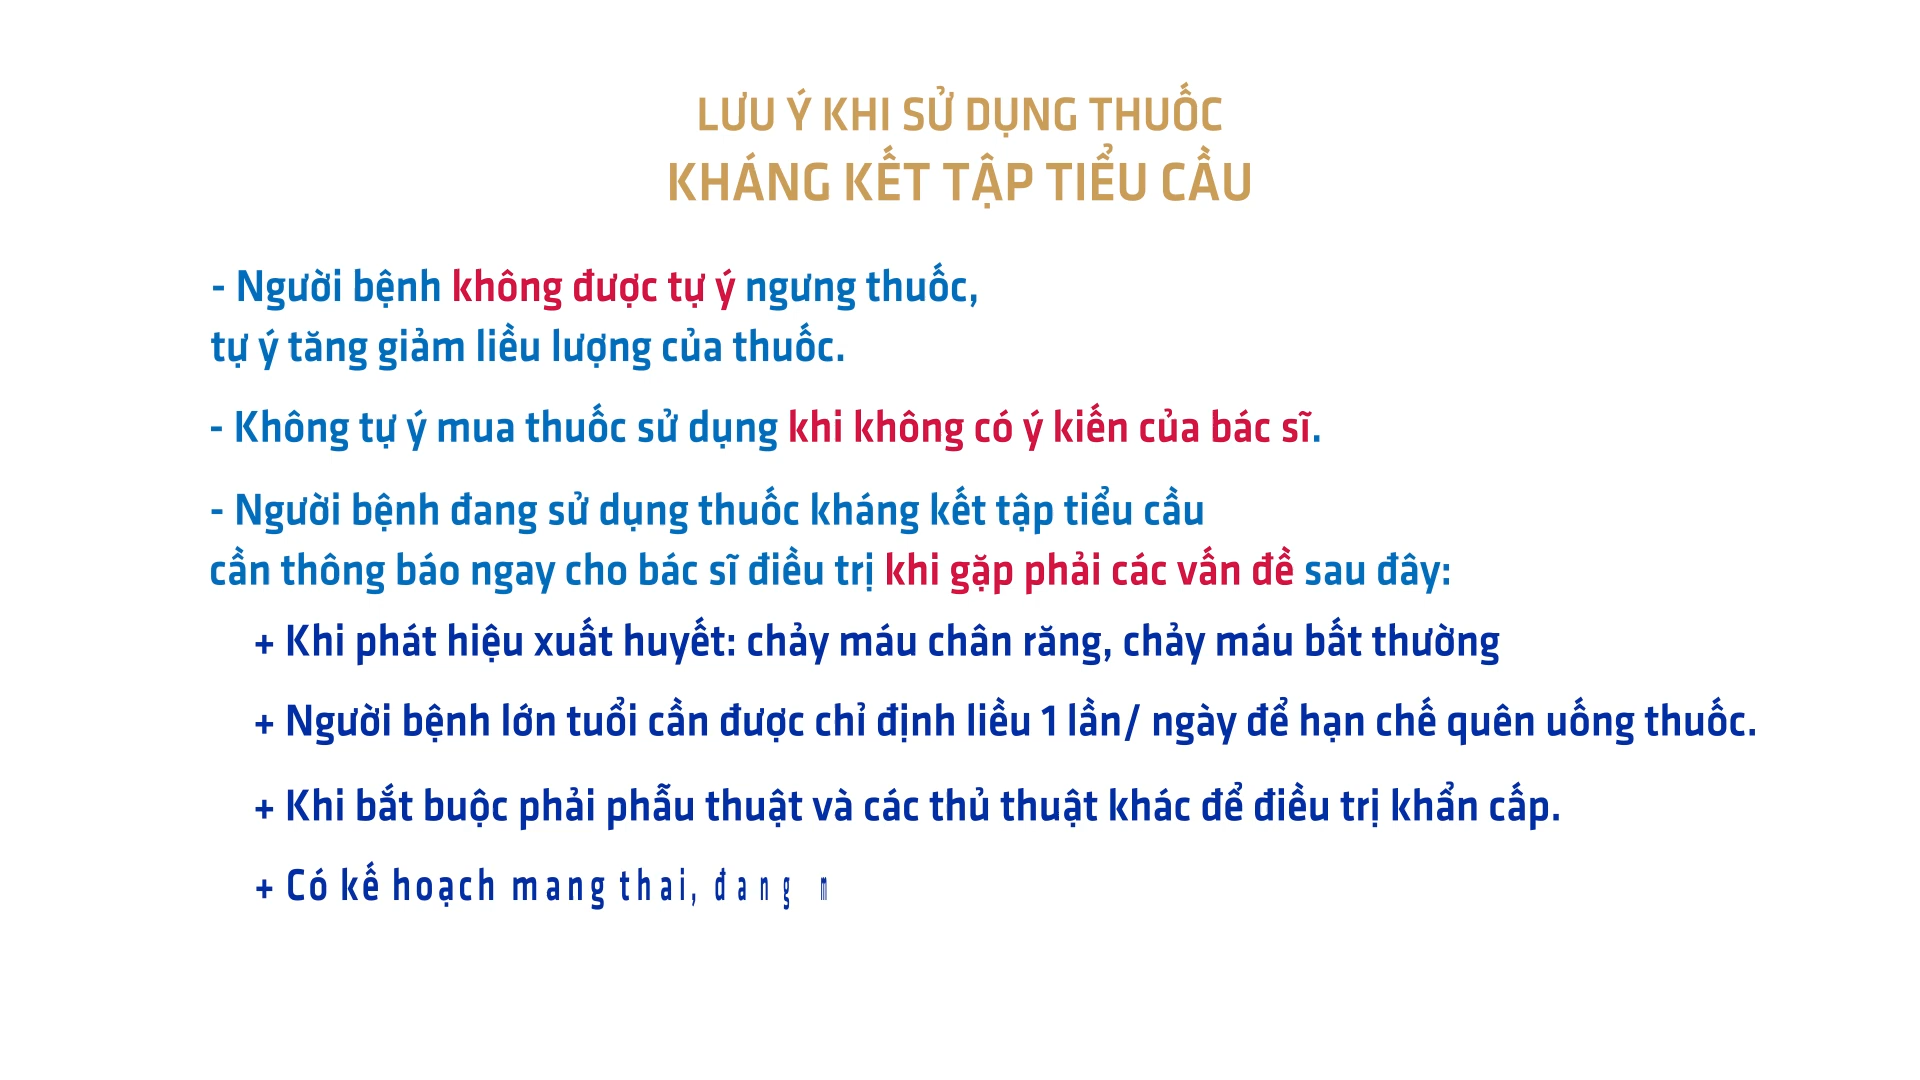 LƯU Ý KHI SỬ DỤNG THUỐC
KHÁNG KẾT TẬP TIỂU CẦU
- Người bệnh không được tự ý ngưng thuốc,
tự ý tăng giảm liều lượng của thuốc.
- Không tự ý mua thuốc sử dụng khi không có ý kiến của bác sĩ.
- Người bệnh đang sử dụng thuốc kháng kết tập tiểu cầu
cần thông báo ngay cho bác sĩ điều trị khi gặp phải các vấn đề sau đây:
+ Khi phát hiệu xuất huyết: chảy máu chân răng, chảy máu bất thường
+ Người bệnh lớn tuổi cần được chỉ định liều 1 lần/ ngày để hạn chế quên uống thuốc.
+ Khi bắt buộc phải phẫu thuật và các thủ thuật khác để điều trị khẩn cấp.
+ Có kế hoạch mang thai, đang m